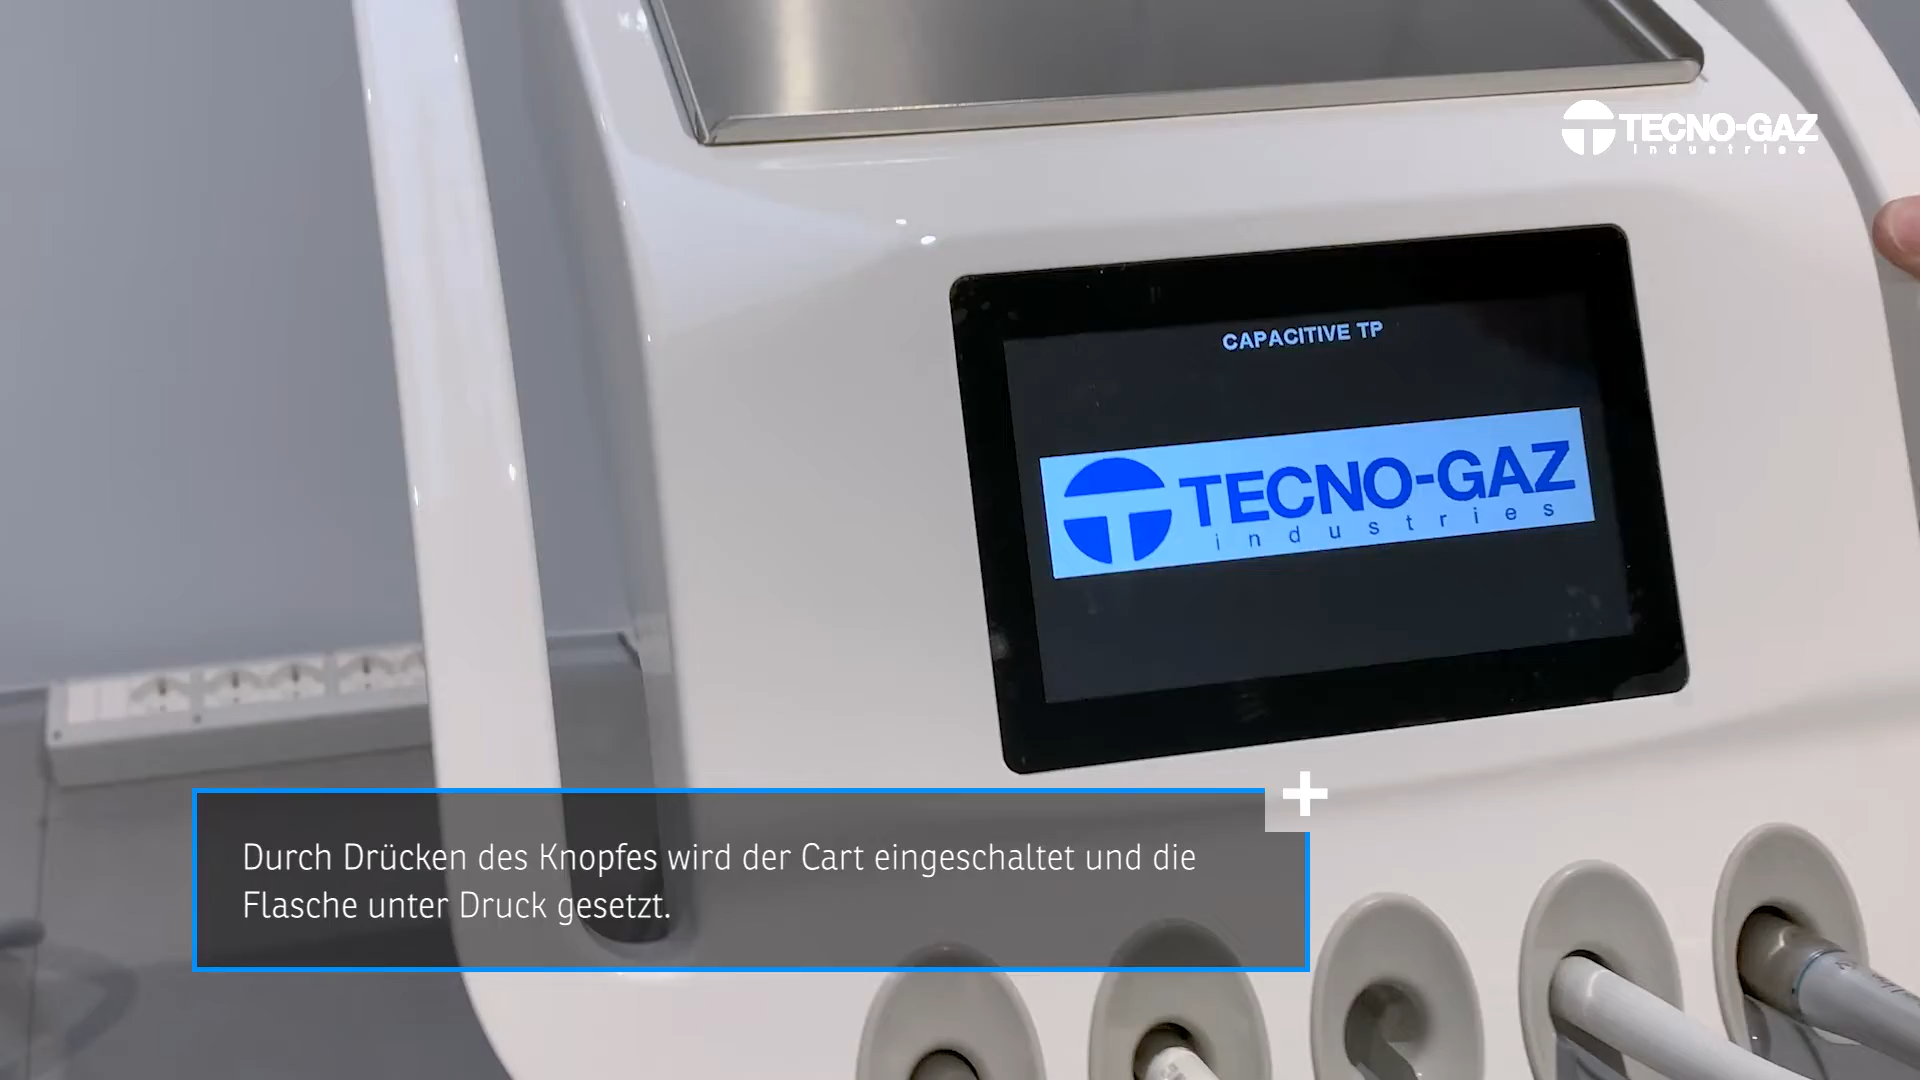 TECNO-GAZ
industries
CAPACITIVE TP
TECNO-GAZ
industries
Durch Drücken des Knopfes wird der Cart eingeschaltet und die
Flasche unter Druck gesetzt.